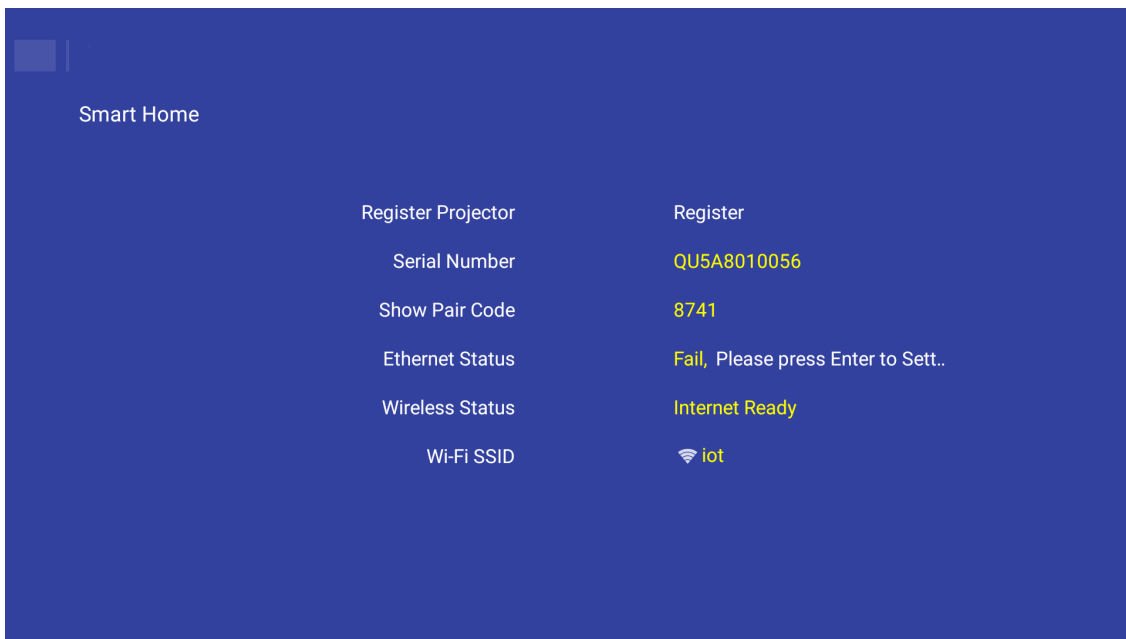 Smart Home
Register Projector Register
Serial Number QU5A8010056
Show Pair Code 8741
Ethernet Status Fail, Please press Enter to Sett..
Wireless Status Internet Ready
Wi-Fi SSID iot